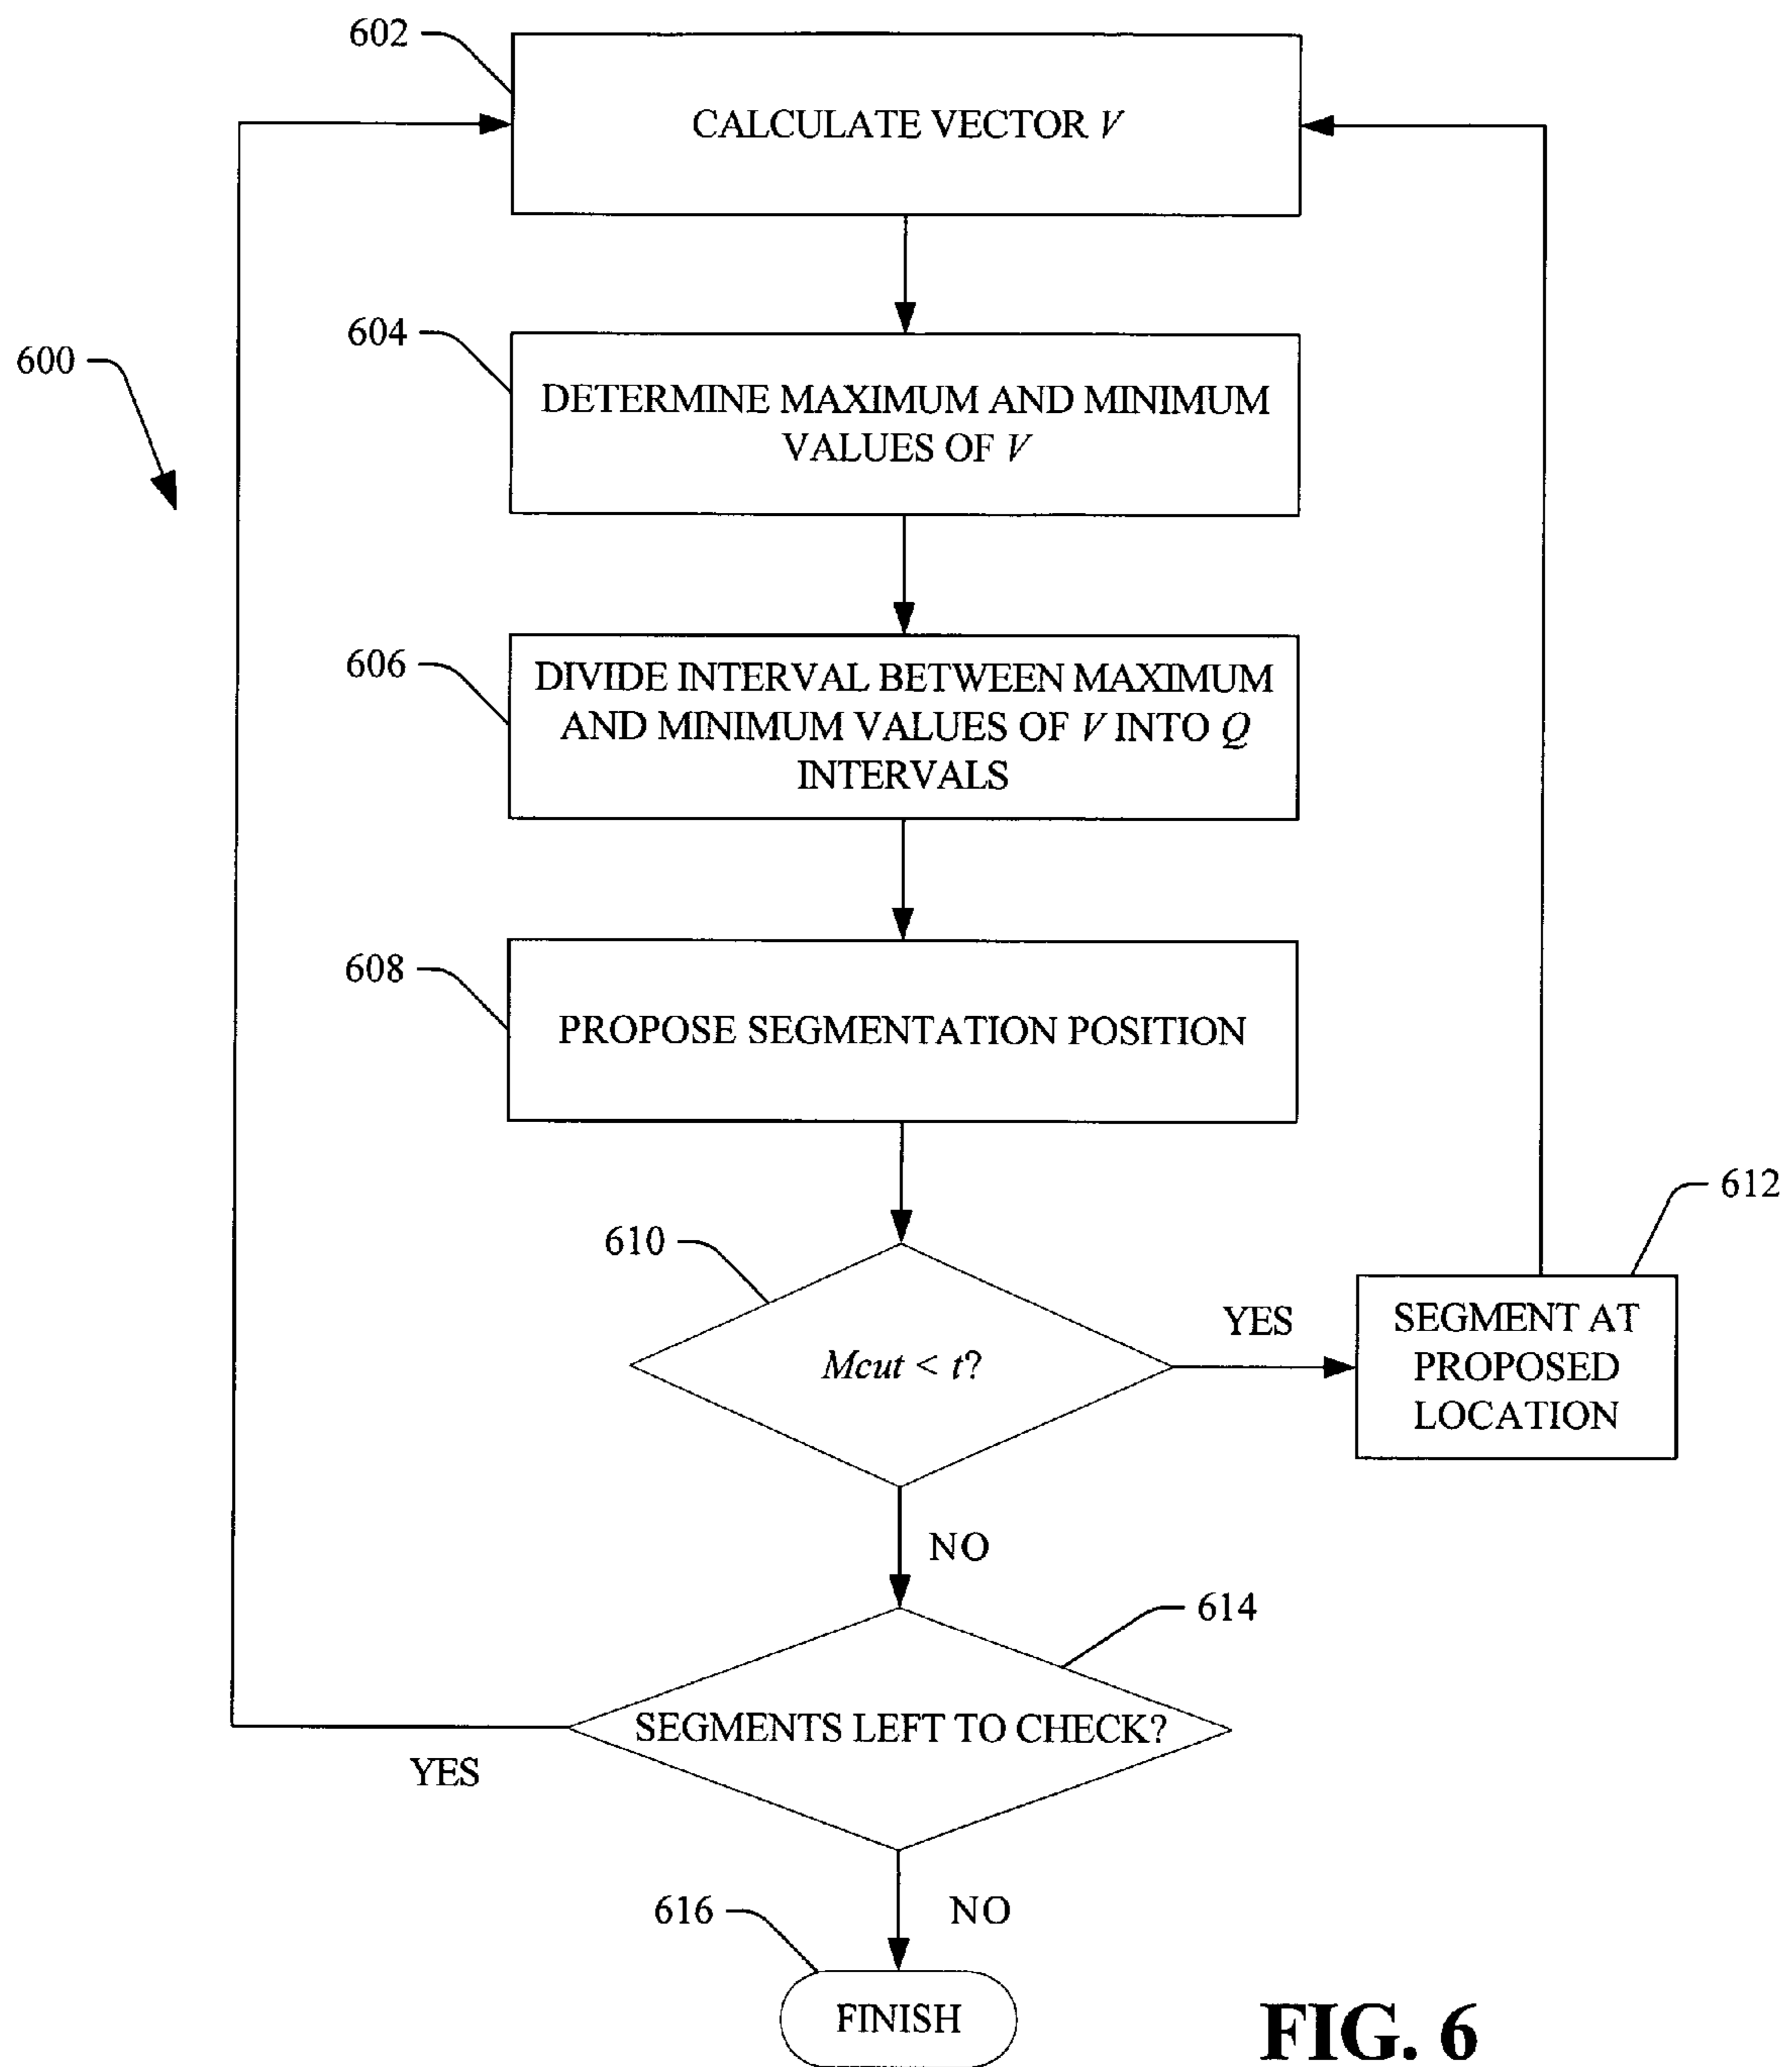 602
CALCULATE VECTOR V
604
600
DETERMINE MAXIMUM AND MINIMUM
VALUES OF V
606
DIVIDE INTERVAL BETWEEN MAXIMUM
AND MINIMUM VALUES OF V INTO Q
INTERVALS
608
PROPOSE SEGMENTATION POSITION
612
610
Mcut < t?
YES
SEGMENT AT
PROPOSED
LOCATION
NO
614
SEGMENTS LEFT TO CHECK?
YES
616
NO
FINISH
FIG. 6